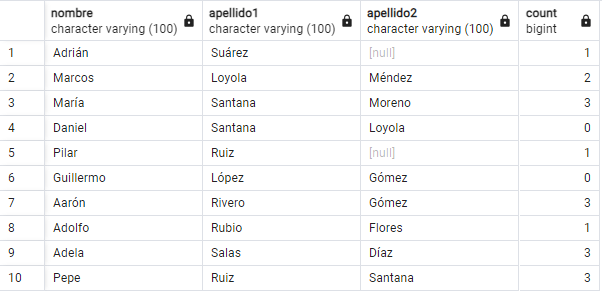 nombre apellido1 apellido2 count
character varying (100) character varying (100) character varying (100) bigint
1 Adrián Suárez [null] 1
2 Marcos Loyola Méndez 2
3 María Santana Moreno 3
4 Daniel Santana Loyola 0
5 Pilar Ruiz [null] 1
6 Guillermo López Gómez 0
7 Aarón Rivero Gómez 3
8 Adolfo Rubio Flores 1
9 Adela Salas Díaz 3
10 Pepe Ruiz Santana 3